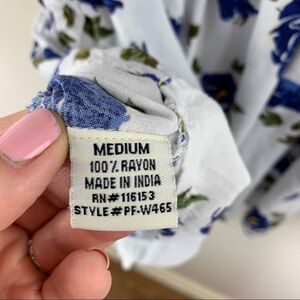 MEDIUM
100% RAYON
MADE IN INDIA
RN#116153
STYLE#PF-W465